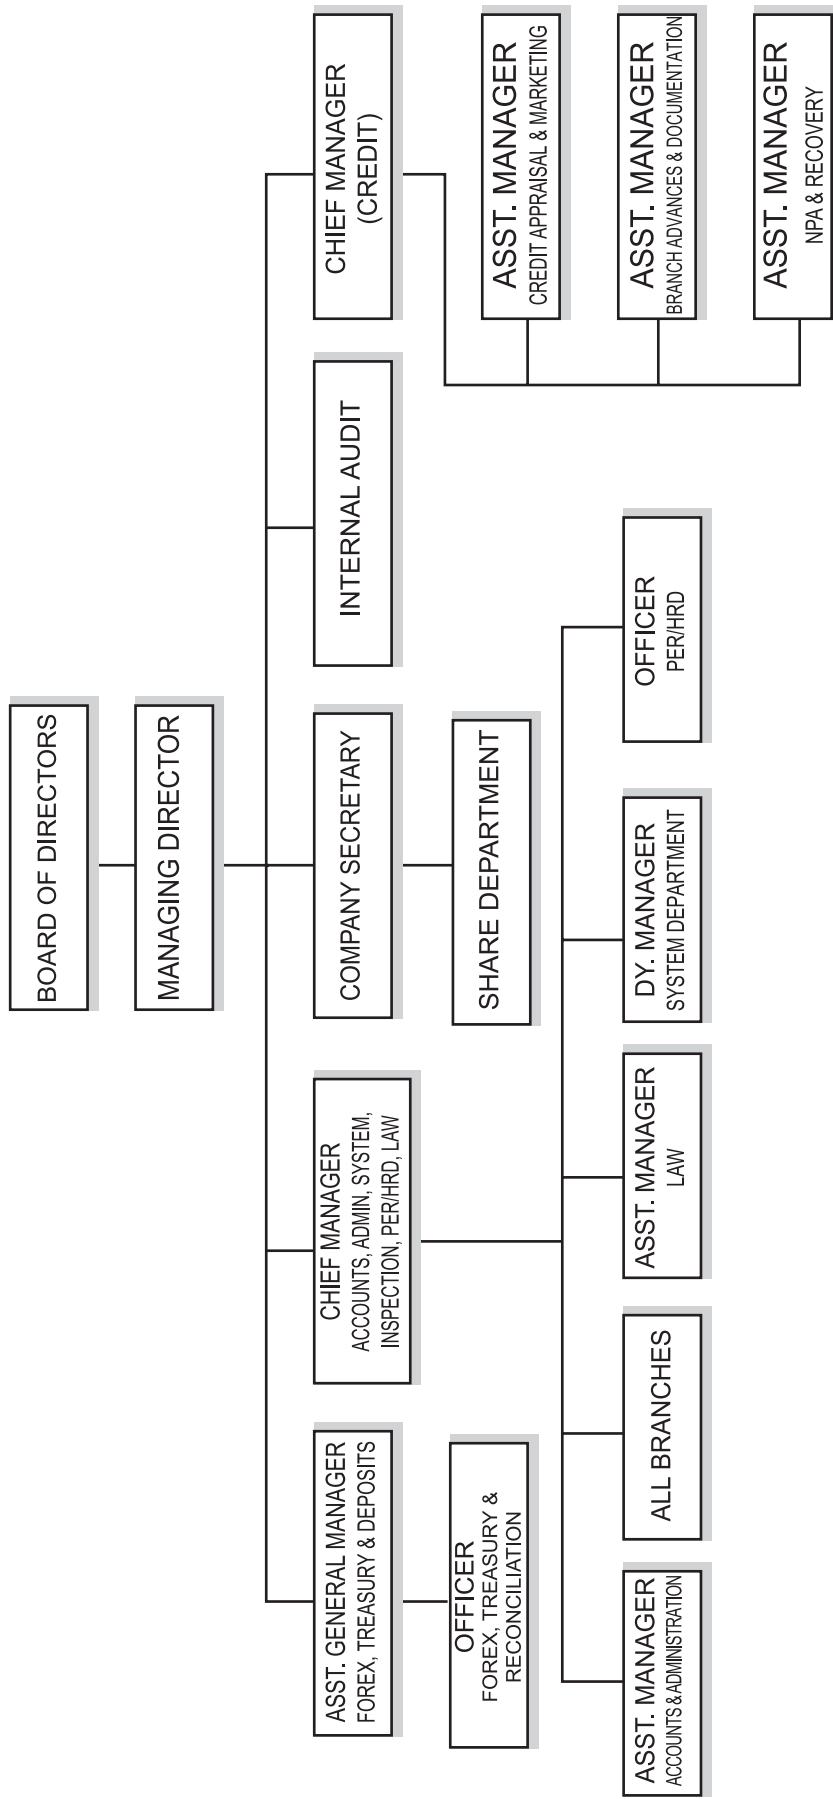 BOARD OF DIRECTORS
MANAGING DIRECTOR
ASST. GENERAL MANAGER
FOREX, TREASURY & DEPOSITS
CHIEF MANAGER
ACCOUNTS, ADMIN, SYSTEM,
INSPECTION, PER/HRD, LAW
COMPANY SECRETARY
INTERNAL AUDIT
CHIEF MANAGER
(CREDIT)
OFFICER
FOREX, TREASURY &
RECONCILIATION
SHARE DEPARTMENT
ASST. MANAGER
CREDIT APPRAISAL & MARKETING
ASST. MANAGER
BRANCH ADVANCES & DOCUMENTATION
ASST. MANAGER
NPA & RECOVERY
ASST. MANAGER
ACCOUNTS & ADMINISTRATION
ALL BRANCHES
ASST. MANAGER
LAW
DY. MANAGER
SYSTEM DEPARTMENT
OFFICER
PER/HRD